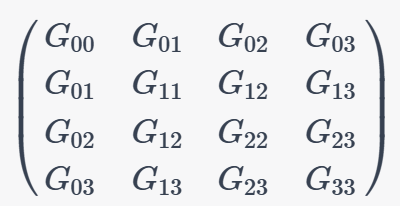 G₀₀ G₀₁ G₀₂ G₀₃
G₀₁ G₁₁ G₁₂ G₁₃
G₀₂ G₁₂ G₂₂ G₂₃
G₀₃ G₁₃ G₂₃ G₃₃